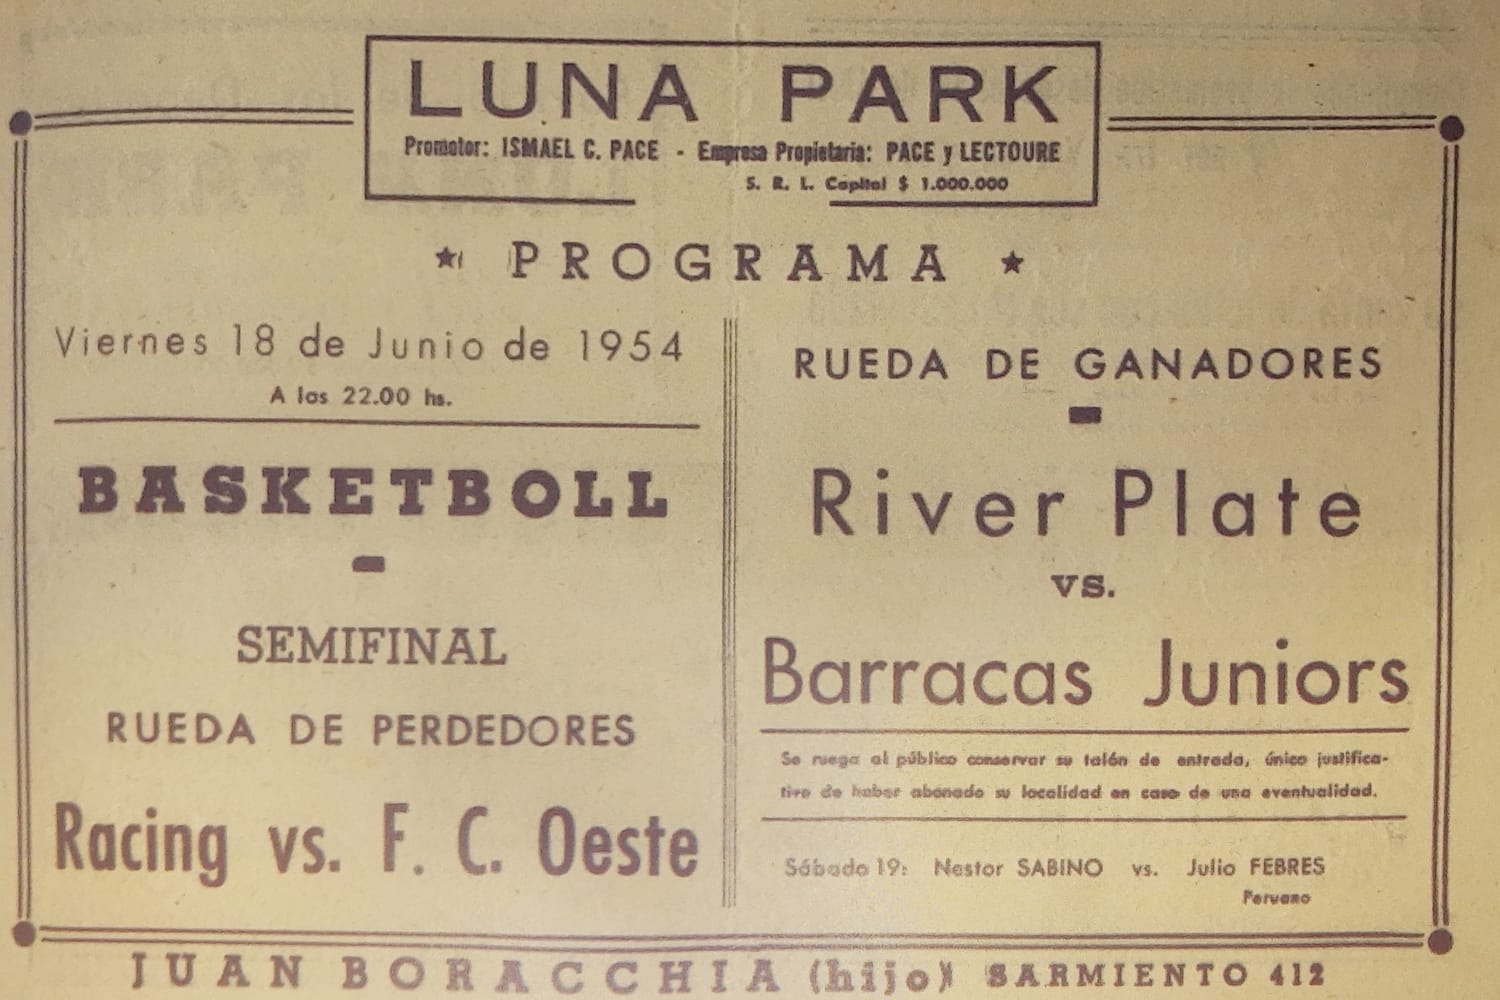 LUNA PARK
Promotor: ISMAEL C. PACE - Empresa Propietaria: PACE y LECTOURE
S. R. L. Capital $ 1.000.000
★ PROGRAMA ★
Viernes 18 de Junio de 1954
A las 22.00 hs.
BASKETBOLL
SEMIFINAL
RUEDA DE PERDEDORES
Racing vs. F. C. Oeste
RUEDA DE GANADORES
River Plate
vs.
Barracas Juniors
Se ruega al público conservar su talón de entrada, único justifica-
tivo de haber abonado su localidad en caso de una eventualidad.
Sábado 19: Nestor SABINO vs. Julio FEBRES
Peruano
JUAN BORACCHIA (hijo) SARMIENTO 412